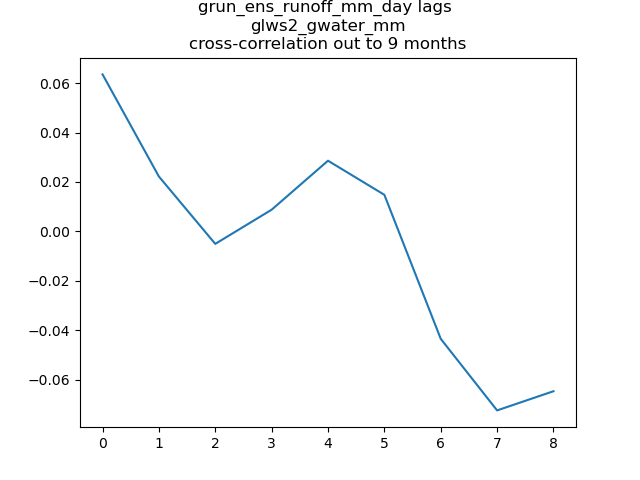 grun_ens_runoff_mm_day lags
glws2_gwater_mm
cross-correlation out to 9 months
0.06
0.04
0.02
0.00
−0.02
−0.04
−0.06
0 1 2 3 4 5 6 7 8